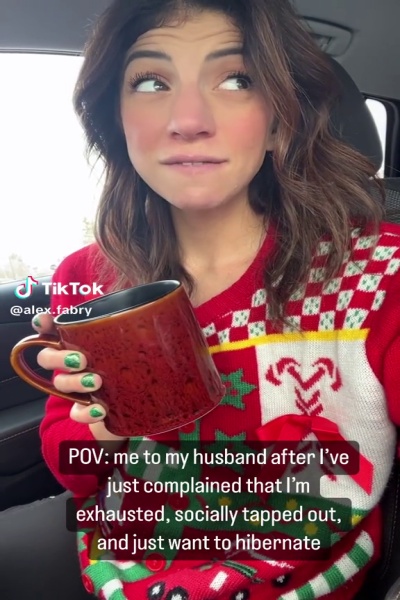 TikTok
@alex.fabry
POV: me to my husband after I've
just complained that I'm
exhausted, socially tapped out,
and just want to hibernate